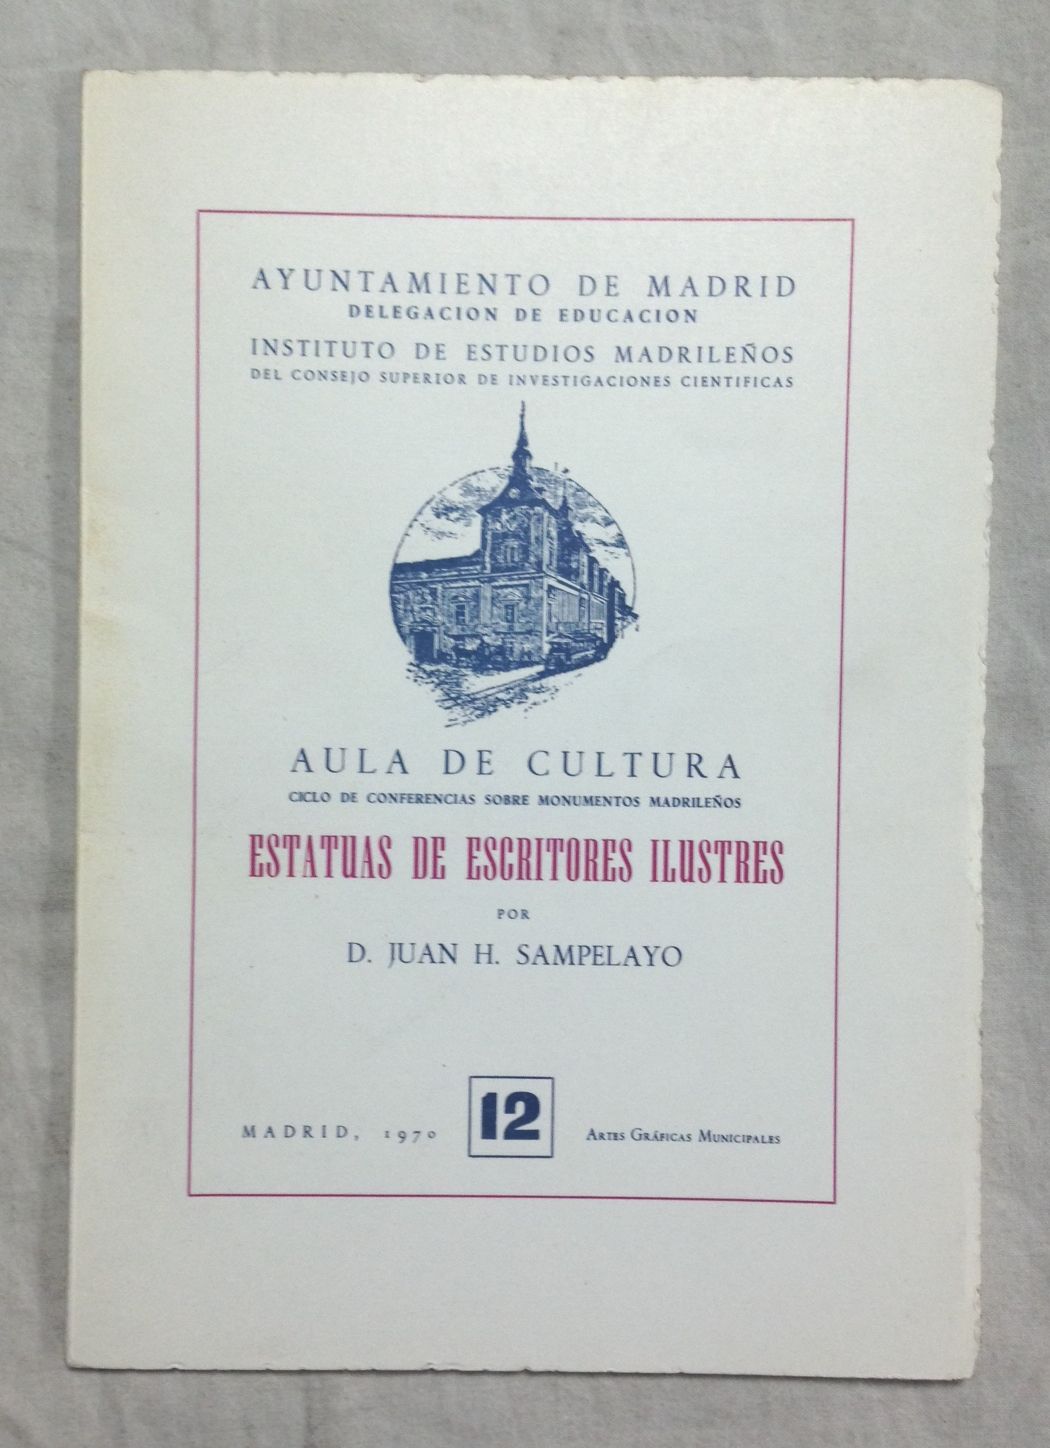 AYUNTAMIENTO DE MADRID
DELEGACION DE EDUCACION
INSTITUTO DE ESTUDIOS MADRILEÑOS
DEL CONSEJO SUPERIOR DE INVESTIGACIONES CIENTIFICAS
AULA DE CULTURA
CICLO DE CONFERENCIAS SOBRE MONUMENTOS MADRILEÑOS
ESTATUAS DE ESCRITORES ILUSTRES
POR
D. JUAN H. SAMPELAYO
MADRID, 1970
12
ARTES GRÁFICAS MUNICIPALES